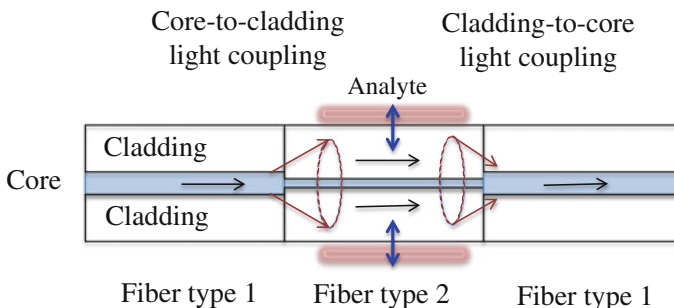 Core-to-cladding
light coupling
Cladding-to-core
light coupling
Analyte
Cladding
Core
Cladding
Fiber type 1
Fiber type 2
Fiber type 1